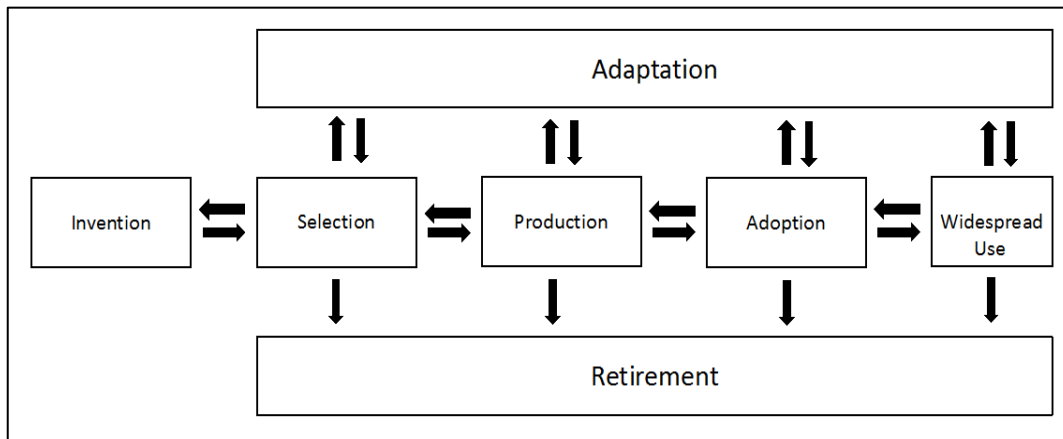 Adaptation
Invention
Selection
Production
Adoption
Widespread
Use
Retirement